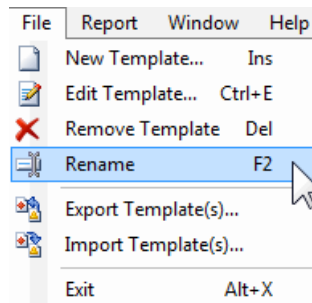 File Report Window Help
New Template... Ins
Edit Template... Ctrl+E
Remove Template Del
Rename F2
Export Template(s)...
Import Template(s)...
Exit Alt+X